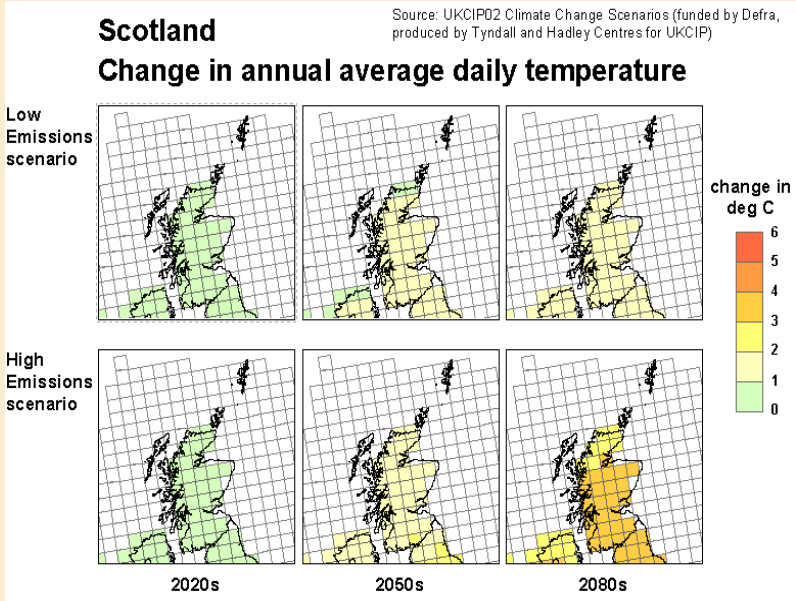 Scotland
Source: UKCIP02 Climate Change Scenarios (funded by Defra,
produced by Tyndall and Hadley Centres for UKCIP)
Change in annual average daily temperature
Low
Emissions
scenario
change in
deg C
6
5
4
3
2
1
0
High
Emissions
scenario
2020s
2050s
2080s